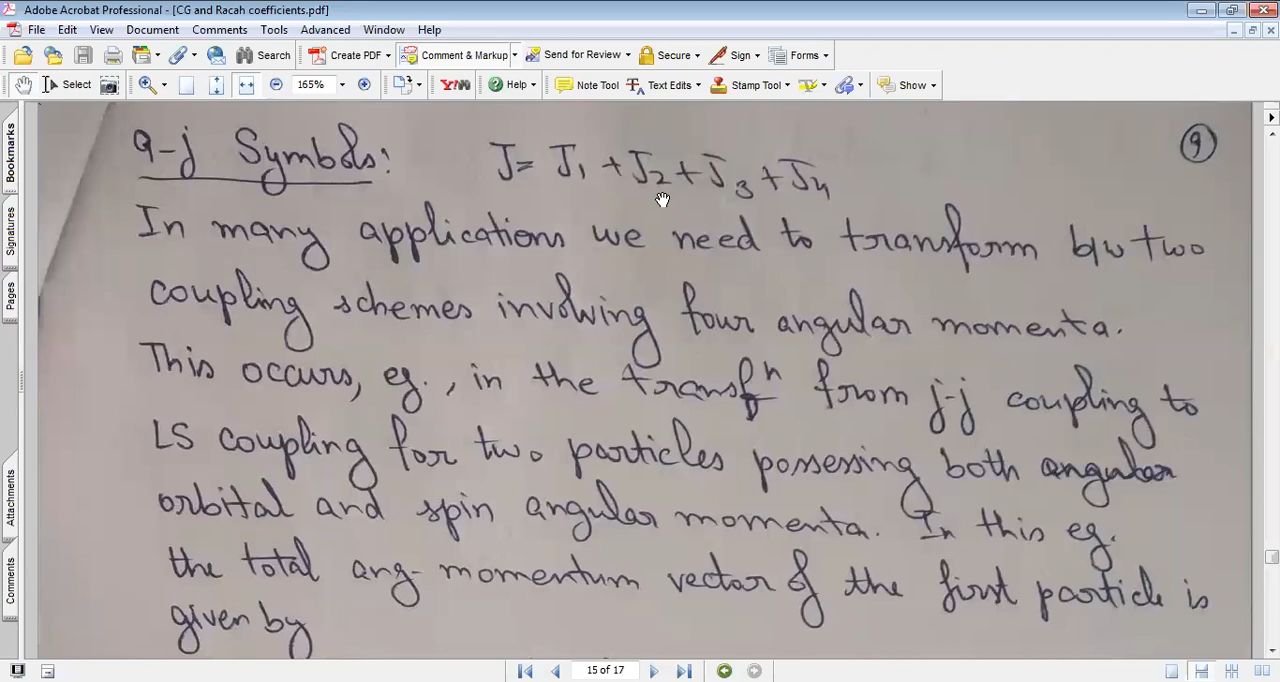 Adobe Acrobat Professional - [CG and Racah coefficients.pdf]
File Edit View Document Comments Tools Advanced Window Help
Search Create PDF Comment & Markup Send for Review Secure Sign Forms
Select 165% Y! Help Note Tool Text Edits Stamp Tool Show
Bookmarks
Signatures
Pages
Attachments
Comments
9-j Symbols: J = J1 + J2 + J3 + J4 9
In many applications we need to transform b/w two
coupling schemes involving four angular momenta.
This occurs, eg., in the transfn from j-j coupling to
LS coupling for two particles possessing both angular
orbital and spin angular momenta. In this eg.
the total ang- momentum vector of the first particle is
given by
15 of 17